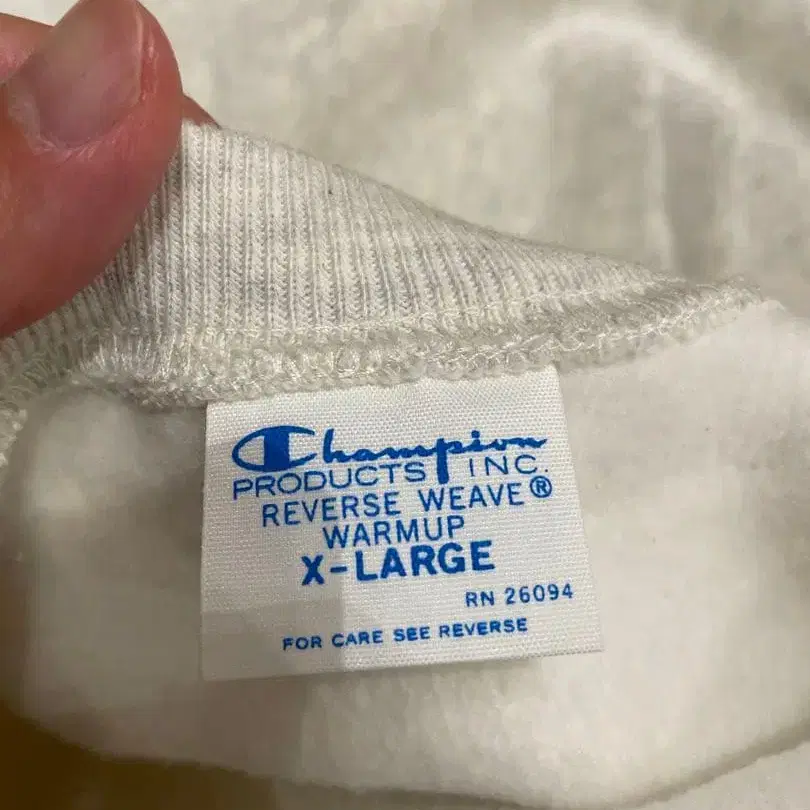 Champion
PRODUCTS INC.
REVERSE WEAVE®
WARMUP
X-LARGE
RN 26094
FOR CARE SEE REVERSE